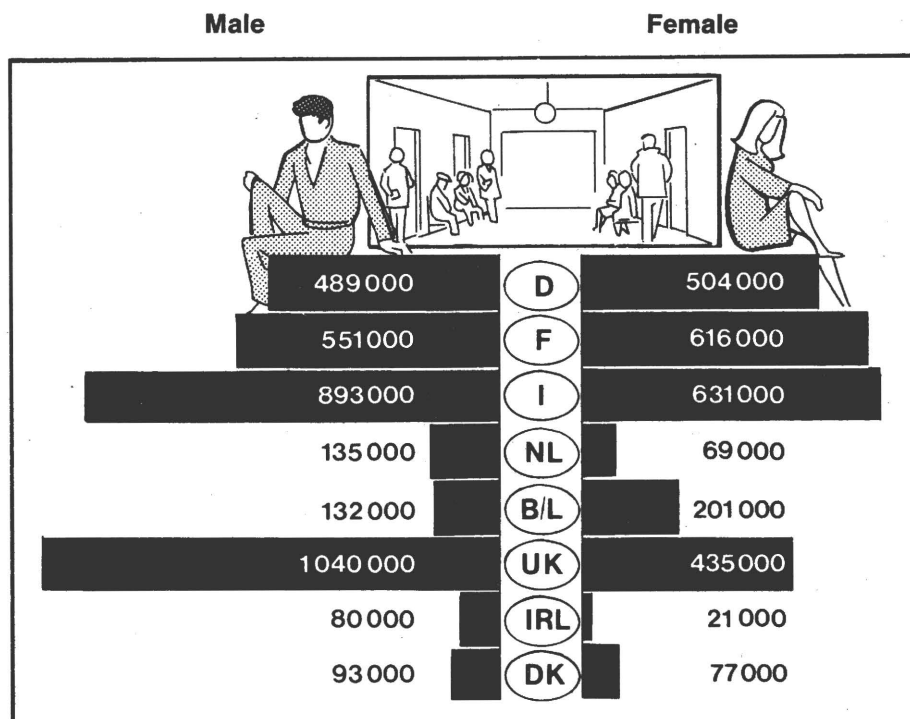 Male Female
489 000 D 504 000
551 000 F 616 000
893 000 I 631 000
135 000 NL 69 000
132 000 B/L 201 000
1 040 000 UK 435 000
80 000 IRL 21 000
93 000 DK 77 000